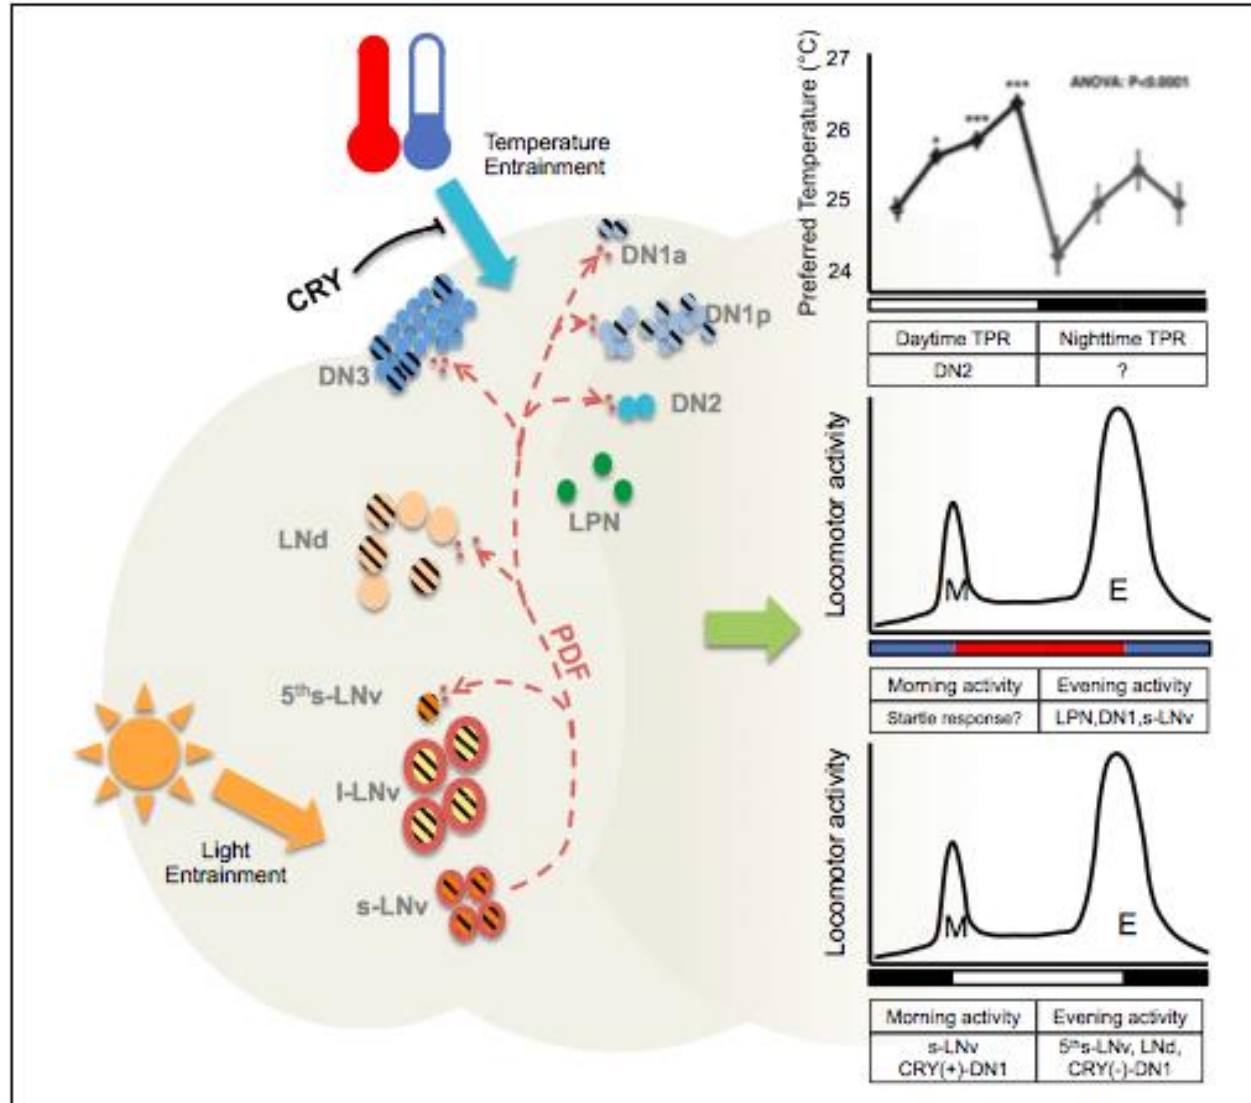 Temperature
Entrainment
CRY
DN1a
DN1p
DN3
DN2
LPN
LNd
PDF
5ths-LNv
l-LNv
s-LNv
Light
Entrainment
Preferred Temperature (°C)
27
26
25
24
*
***
***
ANOVA: P<0.0001
Daytime TPR
Nighttime TPR
DN2
?
Locomotor activity
M
E
Morning activity
Evening activity
Startle response?
LPN,DN1,s-LNv
Locomotor activity
M
E
Morning activity
Evening activity
s-LNv
CRY(+)-DN1
5ths-LNv, LNd,
CRY(-)-DN1